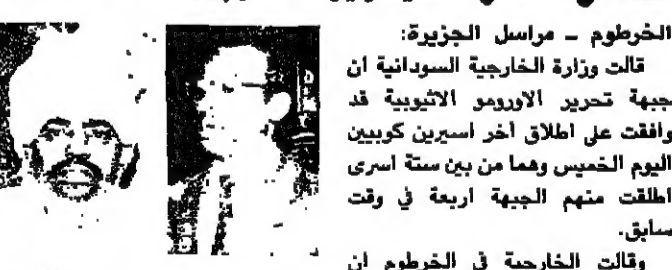 الخرطوم ـ مراسل الجزيرة:
قالت وزارة الخارجية السودانية ان
جبهة تحرير الاورومو الاثيوبية قد
وافقت على اطلاق أخر اسيرين كوبيين
اليوم الخميس وهما من بين ستة اسرى
اطلقت منهم الجبهة اربعة في وقت
سابق.
وقالت الخارجية في الخرطوم ان